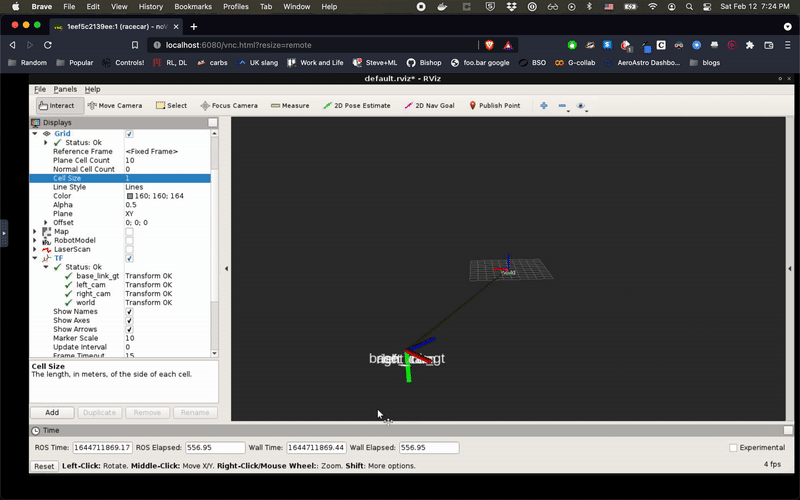 Brave File Edit View History Bookmarks Profiles Tab Window Help Sat Feb 12 7:24 PM
1eef5c2139ee:1 (racecar) - no
localhost:6080/vnc.html?resize=remote
Random Popular Controls! RL, DL carbs UK slang Work and Life Steve+ML Bishop foo.bar google BSO G-collab AeroAstro Dashbo... blogs
default.rviz* - RViz
File Panels Help
Interact Move Camera Select Focus Camera Measure 2D Pose Estimate 2D Nav Goal Publish Point
Displays
Grid
Status: Ok
Reference Frame <Fixed Frame>
Plane Cell Count 10
Normal Cell Count 0
Cell Size 1
Line Style Lines
Color 160; 160; 164
Alpha 0.5
Plane XY
Offset 0; 0; 0
Map
RobotModel
LaserScan
TF
Status: Ok
base_link_gt Transform OK
left_cam Transform OK
right_cam Transform OK
world Transform OK
Show Names
Show Axes
Show Arrows
Marker Scale 10
Update Interval 0
Frame Timeout 15
Cell Size
The length, in meters, of the side of each cell.
Add Duplicate Remove Rename
world
Time
ROS Time: 1644711869.17 ROS Elapsed: 556.95 Wall Time: 1644711869.44 Wall Elapsed: 556.95 Experimental
Reset Left-Click: Rotate. Middle-Click: Move X/Y. Right-Click/Mouse Wheel:: Zoom. Shift: More options. 4 fps